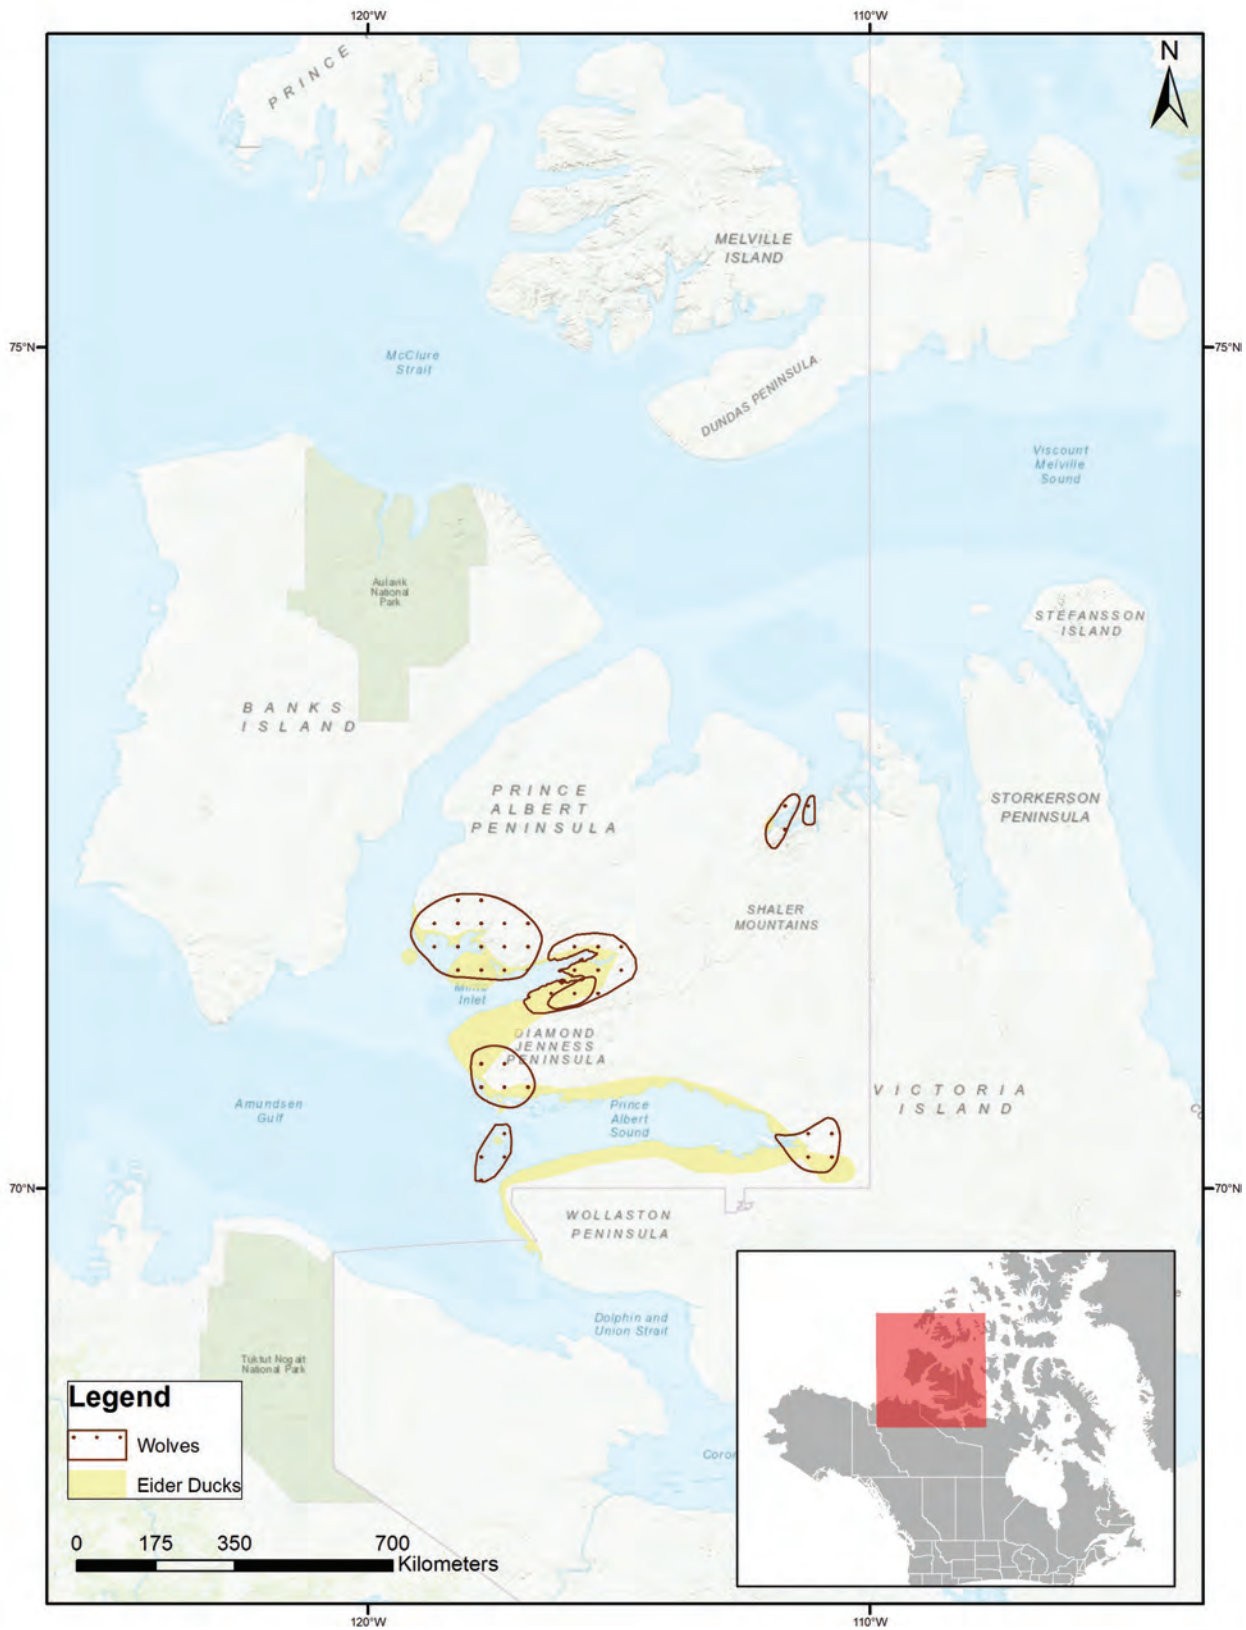 120°W
110°W
N
PRINCE
MELVILLE
ISLAND
75°N
75°N
McClure
Strait
DUNDAS PENINSULA
Viscount
Melville
Sound
Aulavik
National
Park
STEFANSSON
ISLAND
BANKS
ISLAND
PRINCE
ALBERT
PENINSULA
STORKERSON
PENINSULA
SHALER
MOUNTAINS
Inlet
DIAMOND
JENNESS
PENINSULA
VICTORIA
ISLAND
Amundsen
Gulf
Prince
Albert
Sound
70°N
70°N
WOLLASTON
PENINSULA
Dolphin and
Union Strait
Tuktut Nogait
National Park
Legend
Wolves
Eider Ducks
Coron
0 175 350 700
Kilometers
120°W
110°W